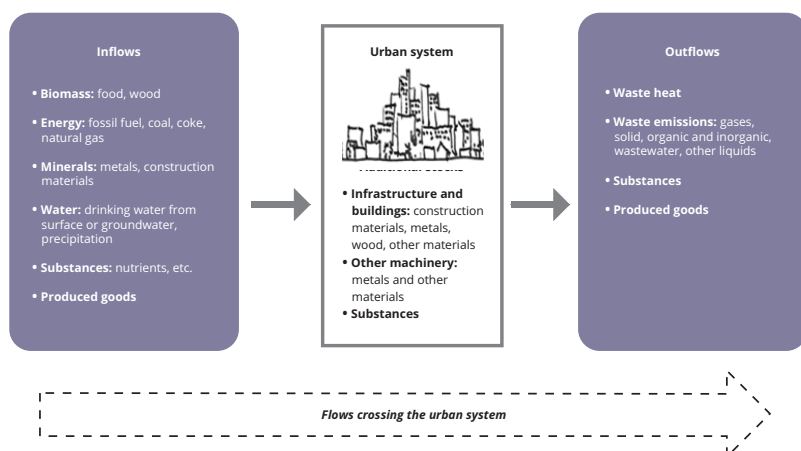 Inflows
• Biomass: food, wood
• Energy: fossil fuel, coal, coke,
natural gas
• Minerals: metals, construction
materials
• Water: drinking water from
surface or groundwater,
precipitation
• Substances: nutrients, etc.
• Produced goods
Urban system
• Infrastructure and
buildings: construction
materials, metals,
wood, other materials
• Other machinery:
metals and other
materials
• Substances
Outflows
• Waste heat
• Waste emissions: gases,
solid, organic and inorganic,
wastewater, other liquids
• Substances
• Produced goods
Flows crossing the urban system